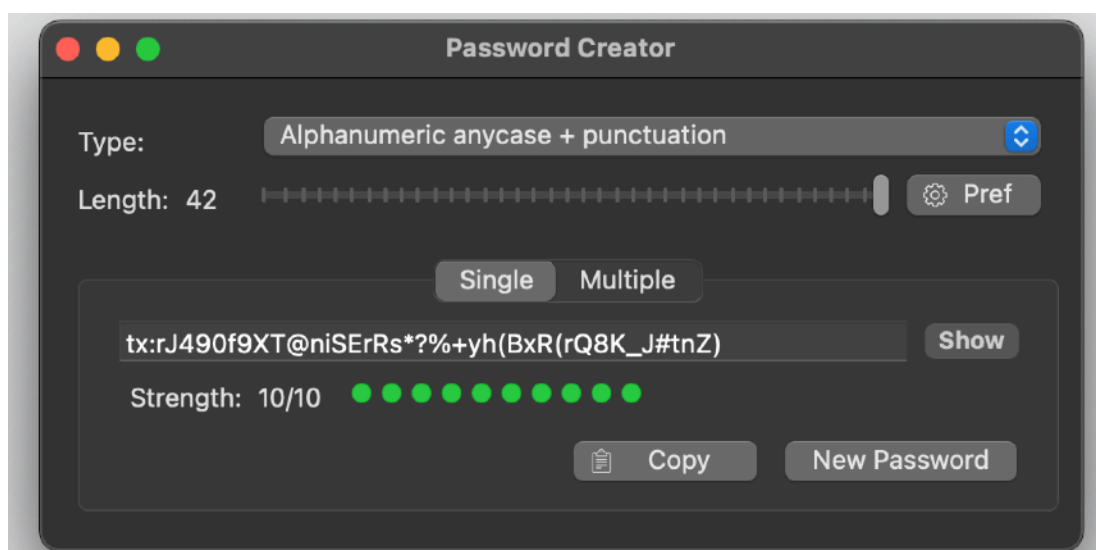 Password Creator
Type: Alphanumeric anycase + punctuation
Length: 42 Pref
Single Multiple
tx:rJ490f9XT@niSErRs*?%+yh(BxR(rQ8K_J#tnZ) Show
Strength: 10/10
Copy New Password